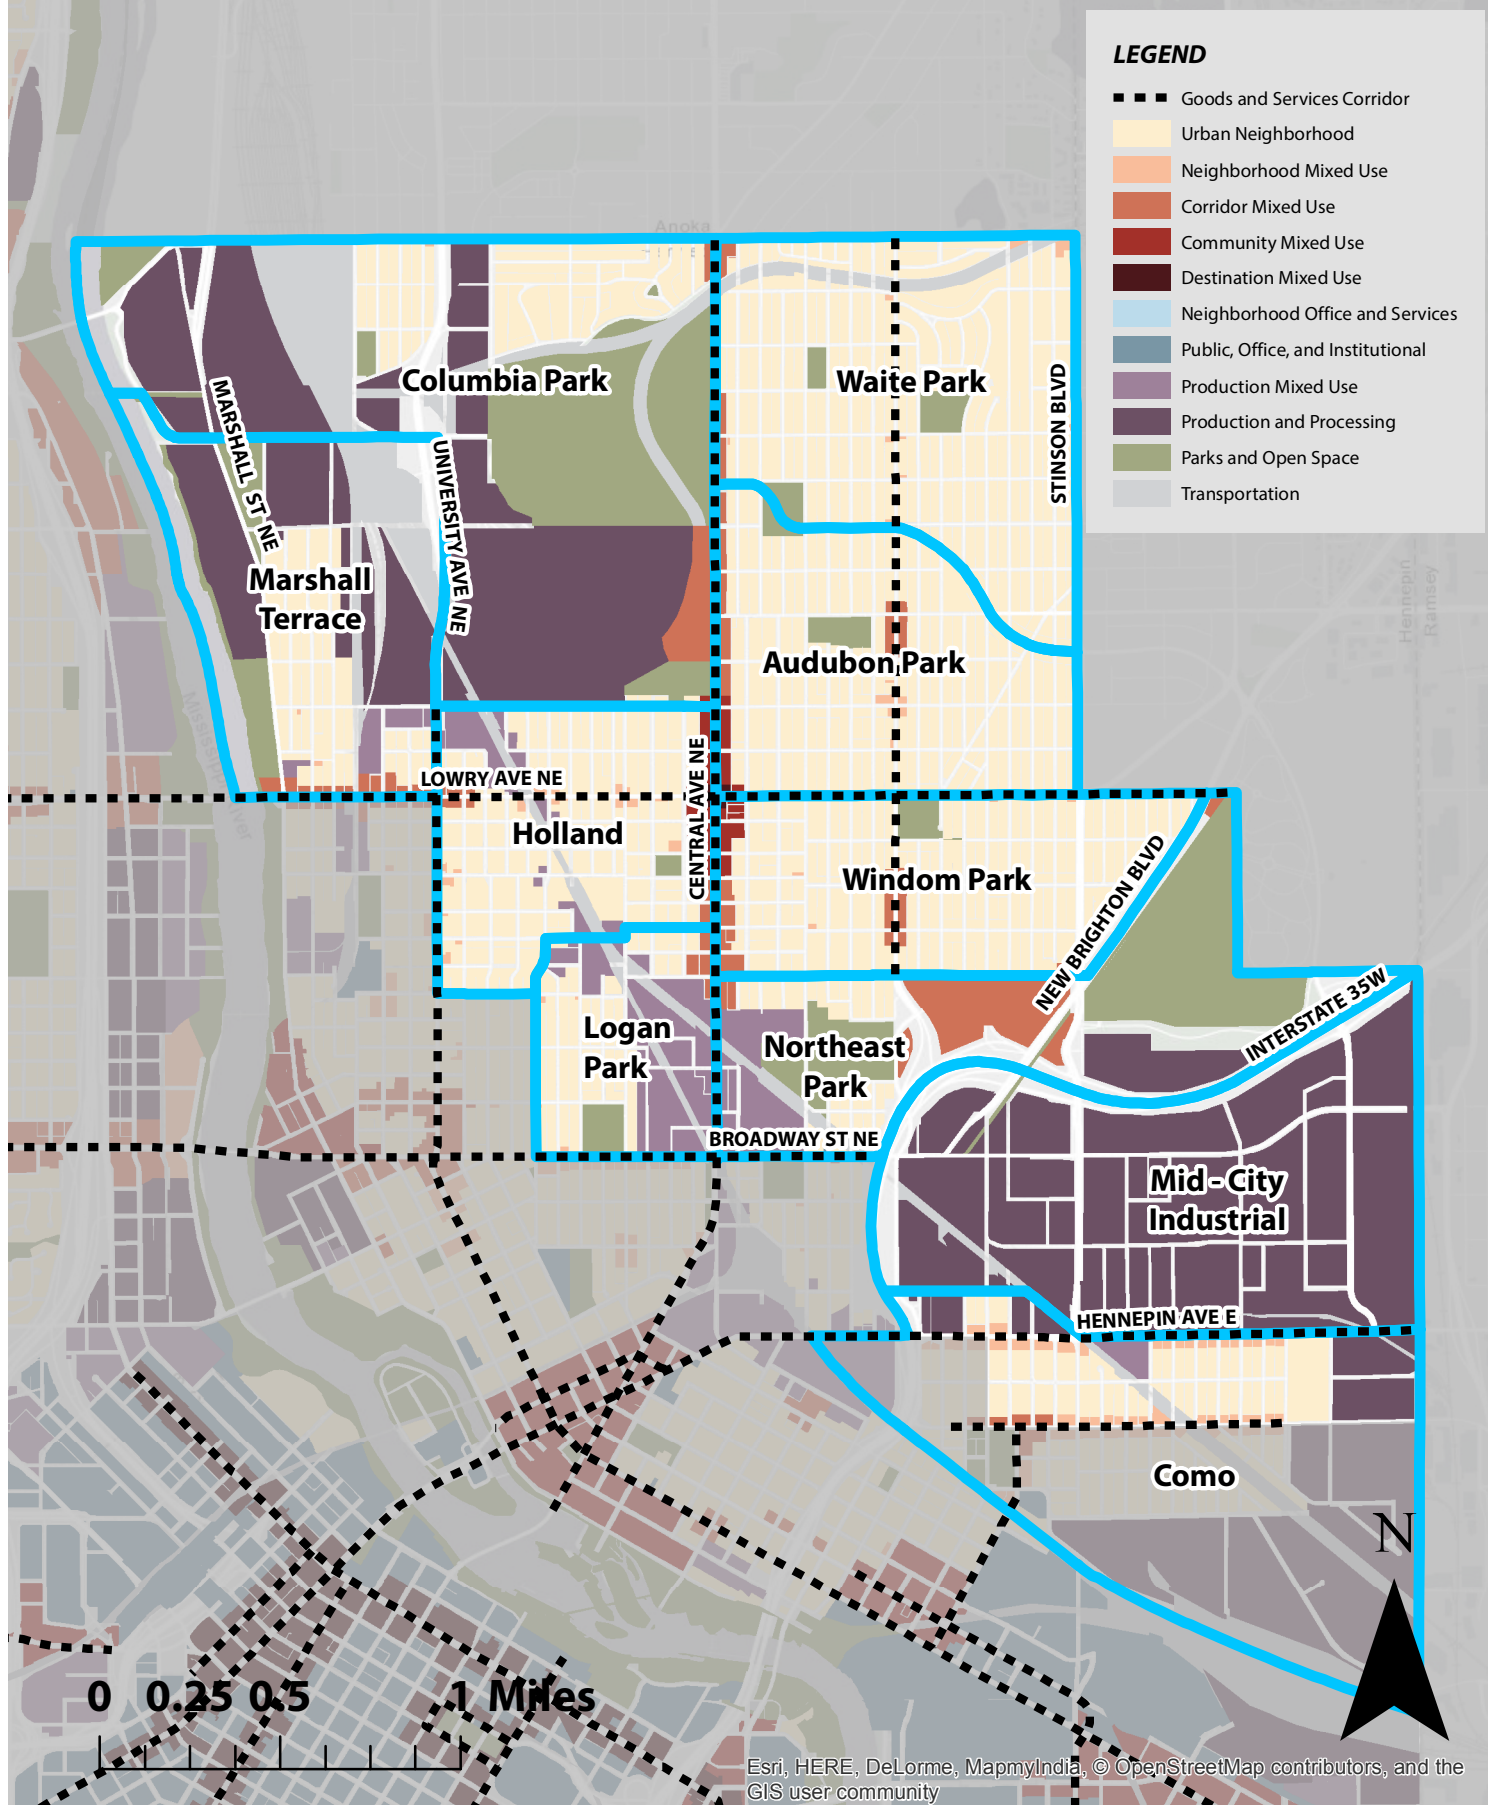 LEGEND
Goods and Services Corridor
Urban Neighborhood
Neighborhood Mixed Use
Corridor Mixed Use
Community Mixed Use
Destination Mixed Use
Neighborhood Office and Services
Public, Office, and Institutional
Production Mixed Use
Production and Processing
Parks and Open Space
Transportation
Anoka
Columbia Park
Waite Park
MARSHALL ST NE
UNIVERSITY AVE NE
STINSON BLVD
Marshall
Terrace
Hennepin
Ramsey
Audubon Park
Mississippi River
LOWRY AVE NE
CENTRAL AVE NE
Holland
Windom Park
NEW BRIGHTON BLVD
INTERSTATE 35W
Logan
Park
Northeast
Park
BROADWAY ST NE
Mid - City
Industrial
HENNEPIN AVE E
Como
N
0 0.25 0.5 1 Miles
Esri, HERE, DeLorme, MapmyIndia, © OpenStreetMap contributors, and the
GIS user community